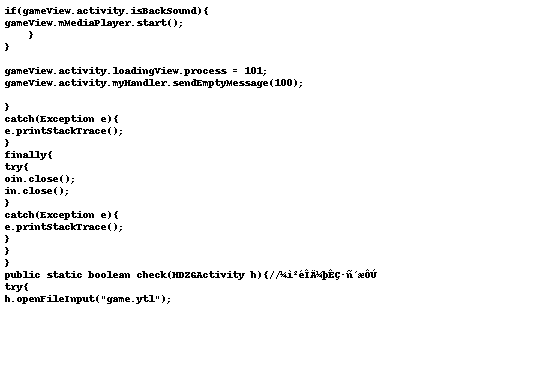 if(gameView.activity.isBackSound){
gameView.mMediaPlayer.start();
}
}
gameView.activity.loadingView.process = 101;
gameView.activity.myHandler.sendEmptyMessage(100);
}
catch(Exception e){
e.printStackTrace();
}
finally{
try{
oin.close();
in.close();
}
catch(Exception e){
e.printStackTrace();
}
}
}
public static boolean check(HDZGActivity h){//¼ì²éÎÄ¼þÊÇ·ñ´æÔÚ
try{
h.openFileInput("game.ytl");